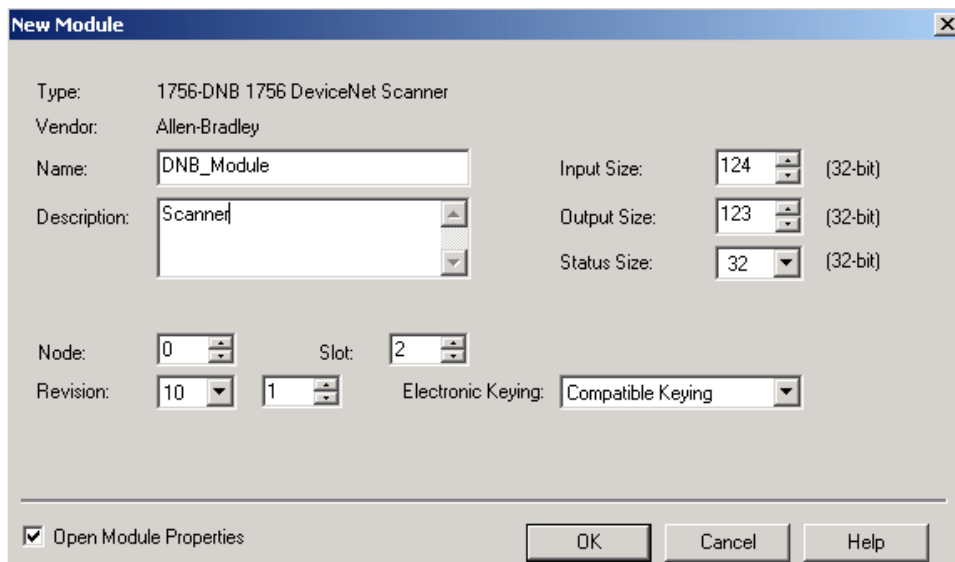 New Module
Type: 1756-DNB 1756 DeviceNet Scanner
Vendor: Allen-Bradley
Name: DNB_Module Input Size: 124 (32-bit)
Description: Scanner Output Size: 123 (32-bit)
Status Size: 32 (32-bit)
Node: 0 Slot: 2
Revision: 10 1 Electronic Keying: Compatible Keying
Open Module Properties OK Cancel Help